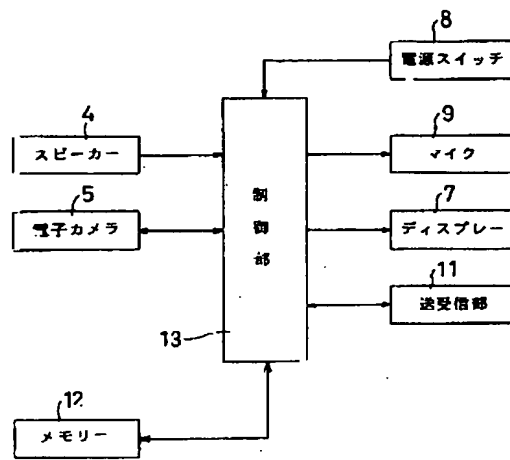 8
電源スイッチ
4
スピーカー
9
マイク
5
電子カメラ
制御部
7
ディスプレー
11
送受信部
13
12
メモリー